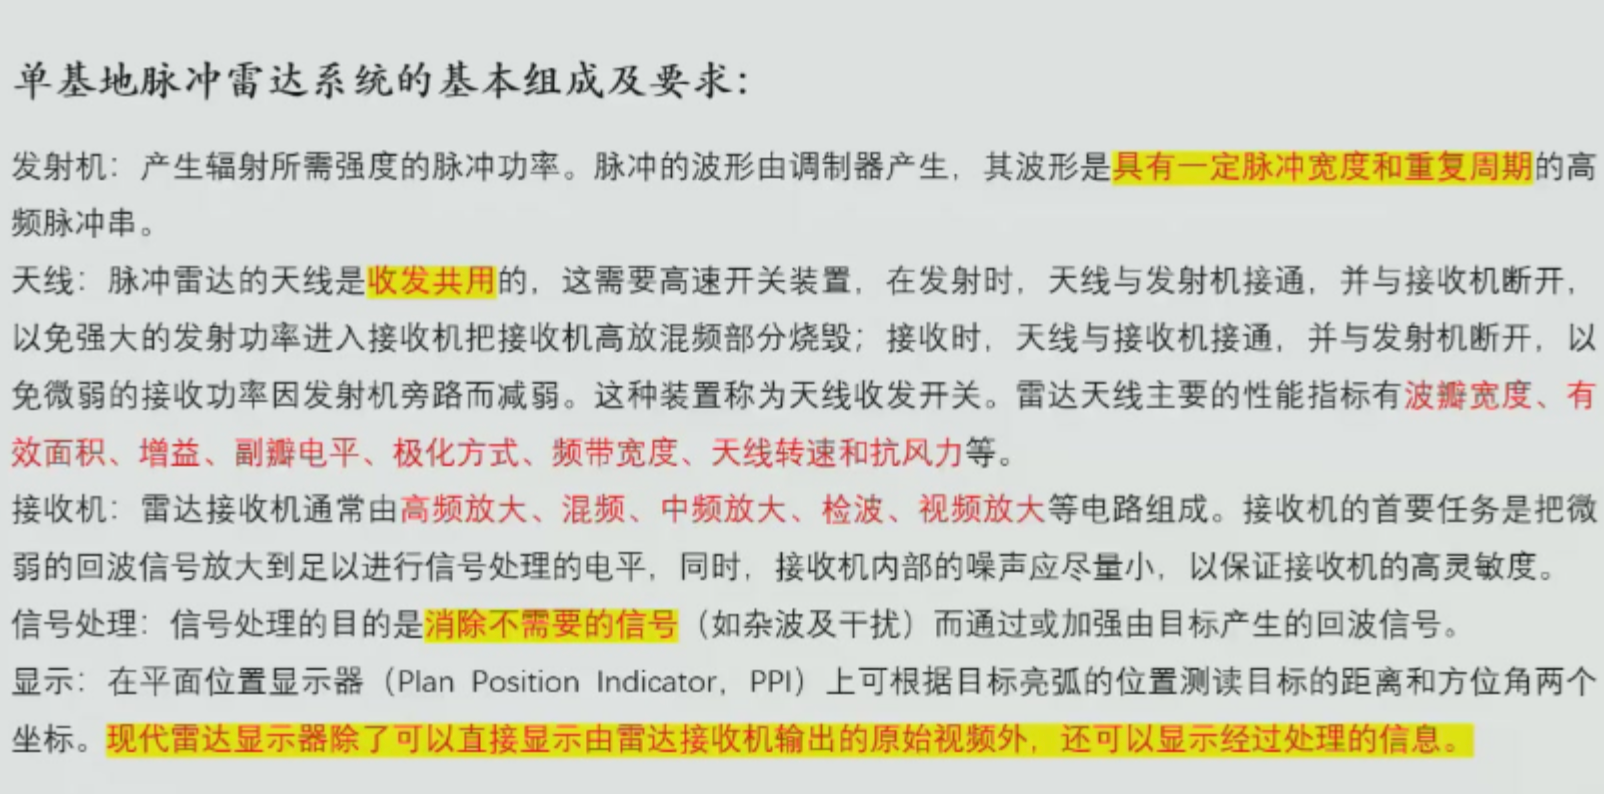 单基地脉冲雷达系统的基本组成及要求：
发射机：产生辐射所需强度的脉冲功率。脉冲的波形由调制器产生，其波形是具有一定脉冲宽度和重复周期的高
频脉冲串。
天线：脉冲雷达的天线是收发共用的，这需要高速开关装置，在发射时，天线与发射机接通，并与接收机断开，
以免强大的发射功率进入接收机把接收机高放混频部分烧毁；接收时，天线与接收机接通，并与发射机断开，以
免微弱的接收功率因发射机旁路而减弱。这种装置称为天线收发开关。雷达天线主要的性能指标有波瓣宽度、有
效面积、增益、副瓣电平、极化方式、频带宽度、天线转速和抗风力等。
接收机：雷达接收机通常由高频放大、混频、中频放大、检波、视频放大等电路组成。接收机的首要任务是把微
弱的回波信号放大到足以进行信号处理的电平，同时，接收机内部的噪声应尽量小，以保证接收机的高灵敏度。
信号处理：信号处理的目的是消除不需要的信号（如杂波及干扰）而通过或加强由目标产生的回波信号。
显示：在平面位置显示器（Plan Position Indicator，PPI）上可根据目标亮弧的位置测读目标的距离和方位角两个
坐标。现代雷达显示器除了可以直接显示由雷达接收机输出的原始视频外，还可以显示经过处理的信息。